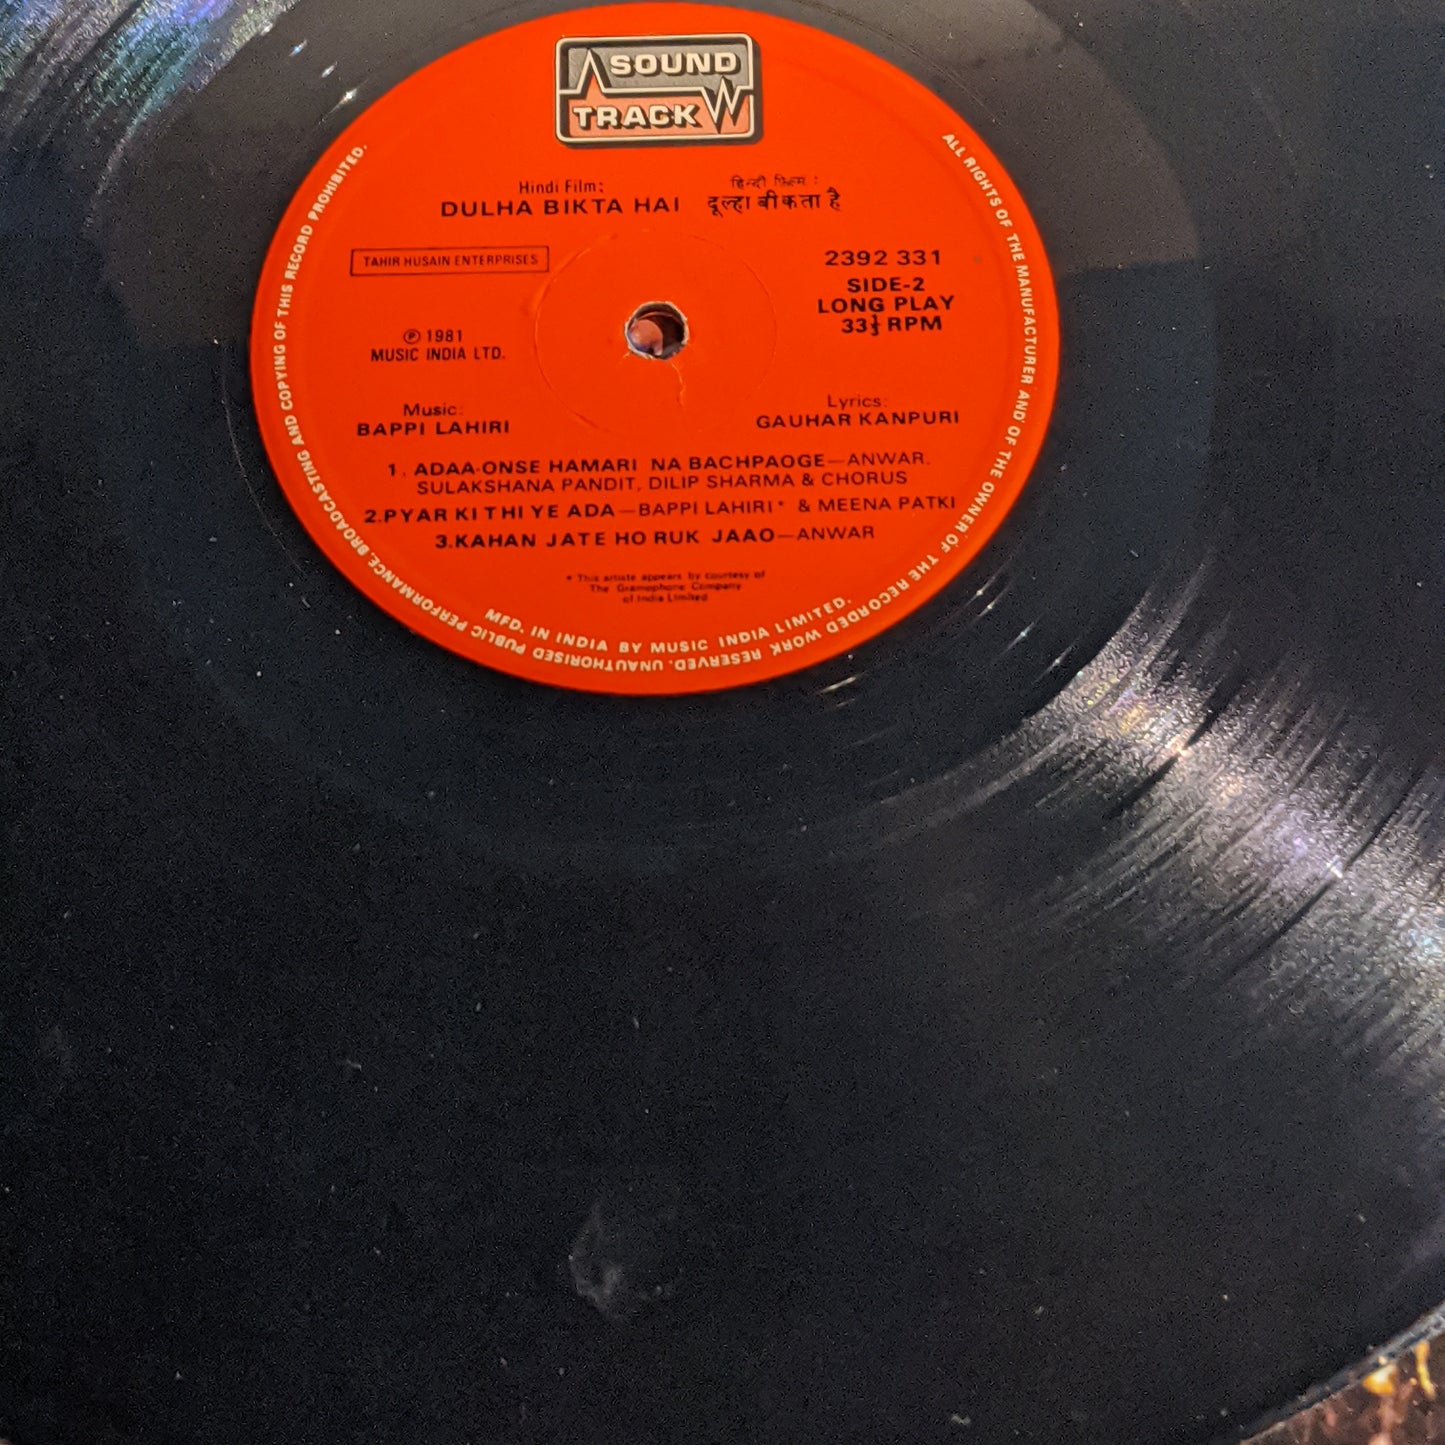 SOUND
TRACK
Hindi Film:
हिन्दी फिल्म :
DULHA BIKTA HAI
दूल्हा बीकता है
TAHIR HUSAIN ENTERPRISES
2392 331
SIDE-2
LONG PLAY
33⅓ RPM
℗ 1981
MUSIC INDIA LTD.
Music:
BAPPI LAHIRI
Lyrics:
GAUHAR KANPURI
1. ADAA-ONSE HAMARI NA BACHPAOGE—ANWAR.
SULAKSHANA PANDIT, DILIP SHARMA & CHORUS
2.PYAR KI THI YE ADA—BAPPI LAHIRI* & MEENA PATKI
3.KAHAN JATE HO RUK JAAO—ANWAR
* This artiste appears by courtesy of
The Gramophone Company
of India Limited
MFD. IN INDIA BY MUSIC INDIA LIMITED.
ALL RIGHTS OF THE MANUFACTURER AND OF THE OWNER OF THE RECORDED WORK RESERVED. UNAUTHORISED PUBLIC PERFORMANCE. BROADCASTING AND COPYING OF THIS RECORD PROHIBITED.